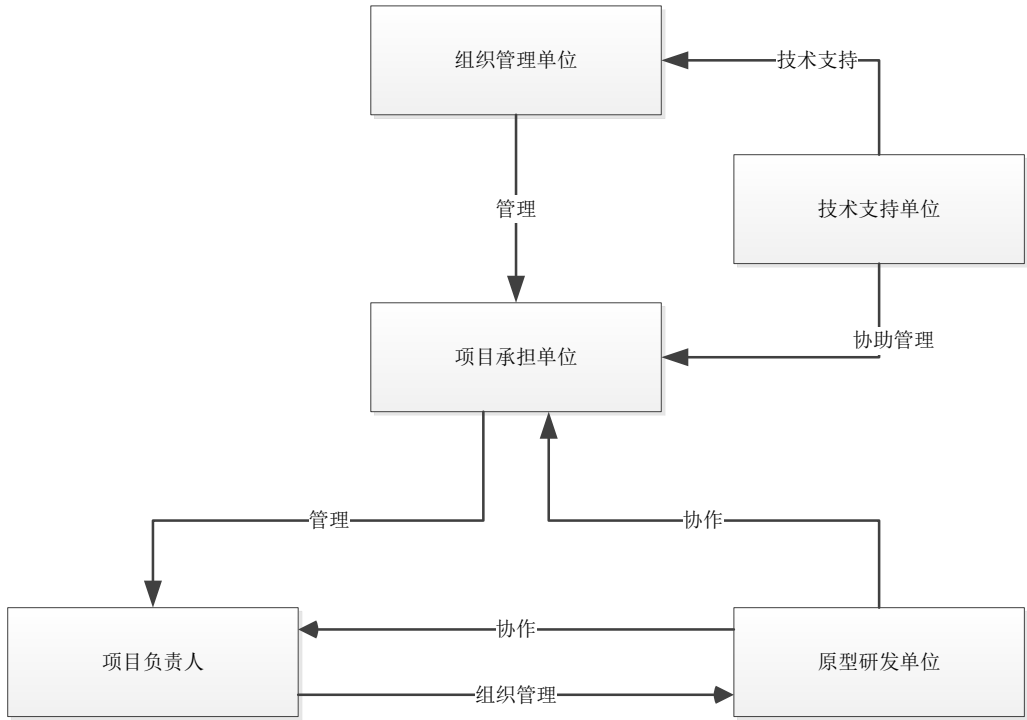 组织管理单位
技术支持
管理
技术支持单位
协助管理
项目承担单位
管理
协作
协作
项目负责人
原型研发单位
组织管理